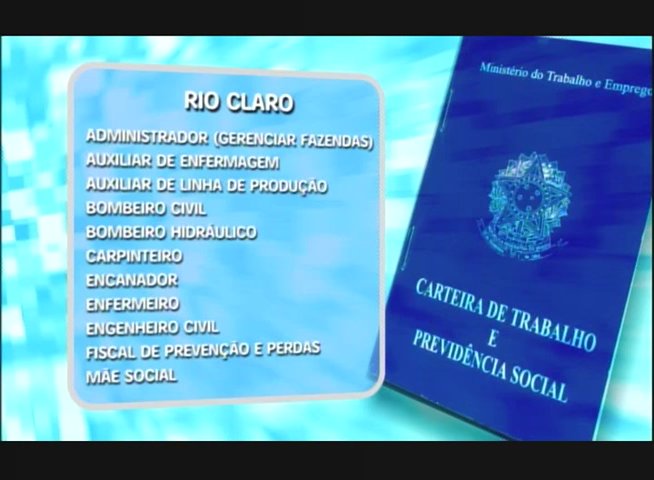 RIO CLARO
ADMINISTRADOR (GERENCIAR FAZENDAS)
AUXILIAR DE ENFERMAGEM
AUXILIAR DE LINHA DE PRODUÇÃO
BOMBEIRO CIVIL
BOMBEIRO HIDRÁULICO
CARPINTEIRO
ENCANADOR
ENFERMEIRO
ENGENHEIRO CIVIL
FISCAL DE PREVENÇÃO E PERDAS
MÃE SOCIAL
Ministério do Trabalho e Emprego
CARTEIRA DE TRABALHO
E
PREVIDÊNCIA SOCIAL